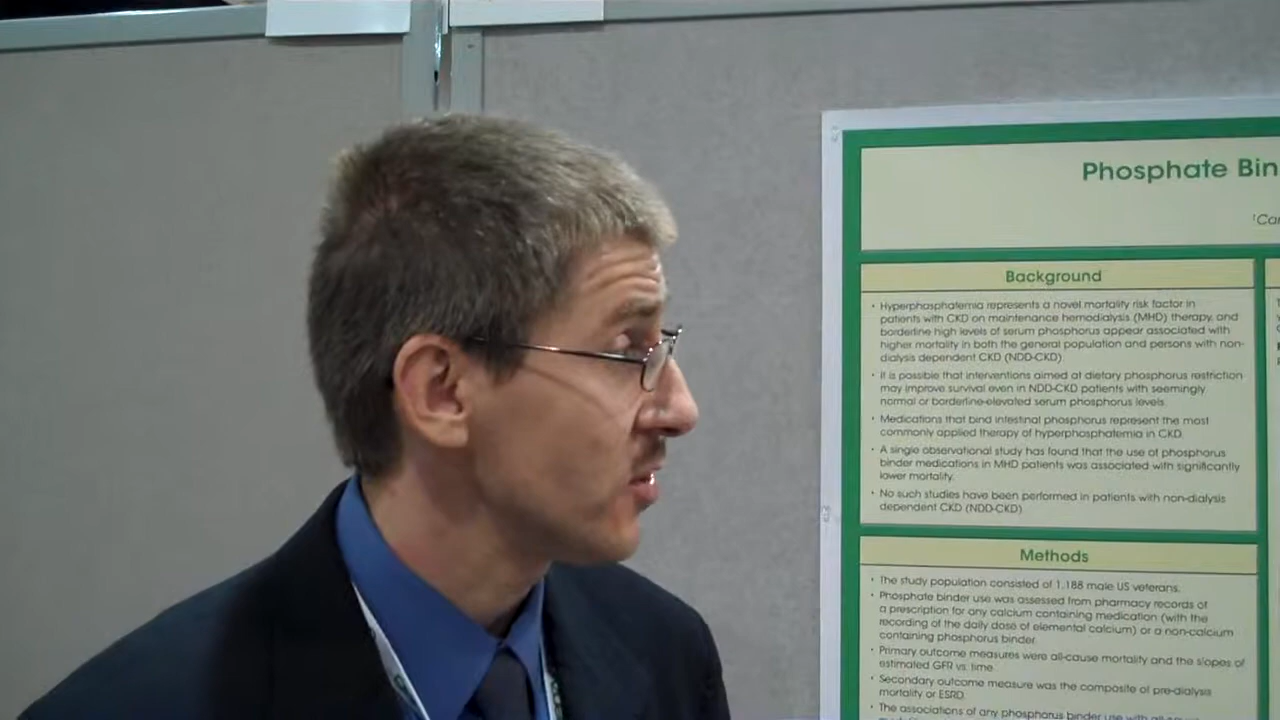 Phosphate Bin
¹Car
Background
• Hyperphosphatemia represents a novel mortality risk factor in
patients with CKD on maintenance hemodialysis (MHD) therapy, and
borderline high levels of serum phosphorus appear associated with
higher mortality in both the general population and persons with non-
dialysis dependent CKD (NDD-CKD)
• It is possible that interventions aimed at dietary phosphorus restriction
may improve survival even in NDD-CKD patients with seemingly
normal or borderline-elevated serum phosphorus levels.
• Medications that bind intestinal phosphorus represent the most
commonly applied therapy of hyperphosphatemia in CKD
• A single observational study has found that the use of phosphorus
binder medications in MHD patients was associated with significantly
lower mortality.
• No such studies have been performed in patients with non-dialysis
dependent CKD (NDD-CKD)
Methods
• The study population consisted of 1,188 male US veterans.
• Phosphate binder use was assessed from pharmacy records of
a prescription for any calcium containing medication (with the
recording of the daily dose of elemental calcium) or a non-calcium
containing phosphorus binder
• Primary outcome measures were all-cause mortality and the slopes of
estimated GFR vs. time.
• Secondary outcome measure was the composite of pre-dialysis
mortality or ESRD.
• The associations of any phosphorus binder use with